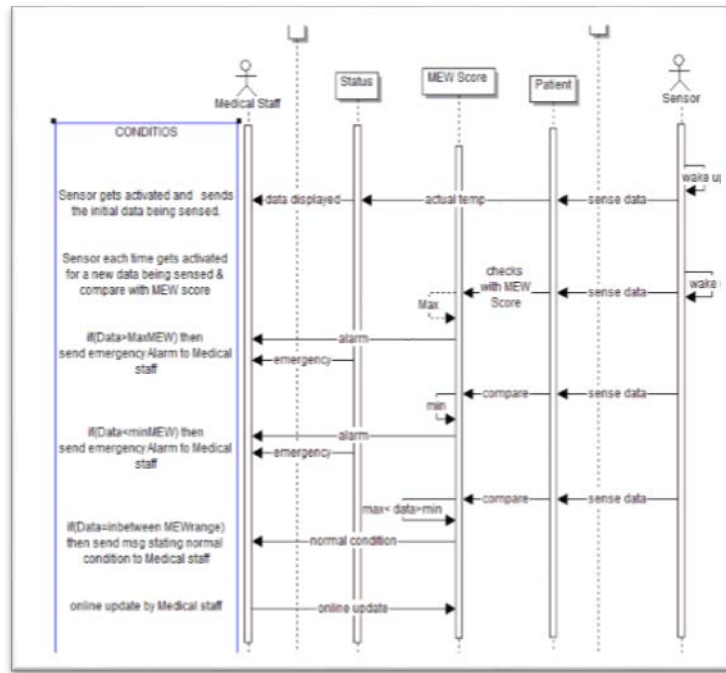 Medical Staff
Status
MEW Score
Patient
Sensor
CONDITIOS
wake up
Sensor gets activated and sends
the initial data being sensed.
data displayed
actual temp
sense data
Sensor each time gets activated
for a new data being sensed &
compare with MEW score
checks
with MEW
Score
sense data
wake
Max
if(Data>MaxMEW) then
send emergency Alarm to Medical
staff
alarm
emergency
compare
sense data
min
if(Data<minMEW) then
send emergency Alarm to Medical
staff
alarm
emergency
compare
sense data
max< data>min
if(Data=inbetween MEWrange)
then send msg stating normal
condition to Medical staff
normal condition
online update by Medical staff
online update